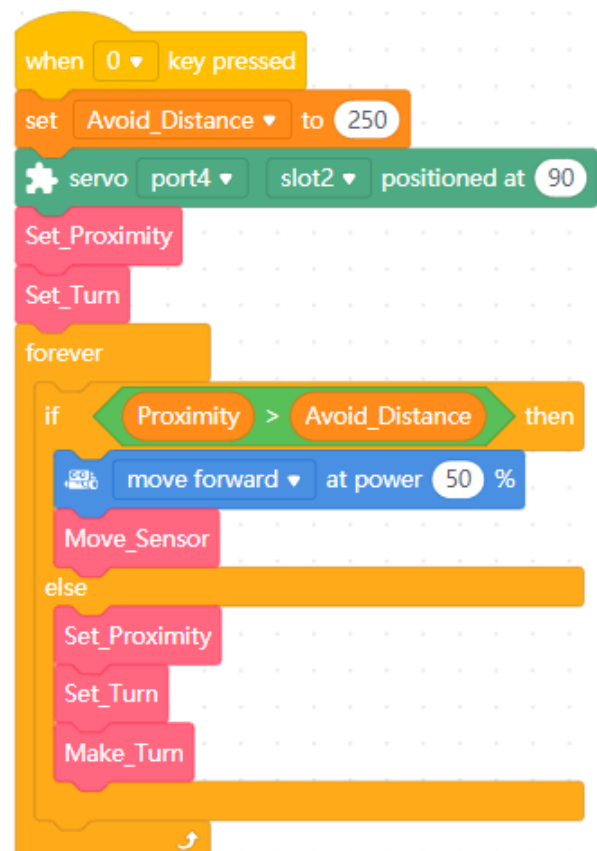 when 0 key pressed
set Avoid_Distance to 250
servo port4 slot2 positioned at 90
Set_Proximity
Set_Turn
forever
if Proximity > Avoid_Distance then
move forward at power 50 %
Move_Sensor
else
Set_Proximity
Set_Turn
Make_Turn